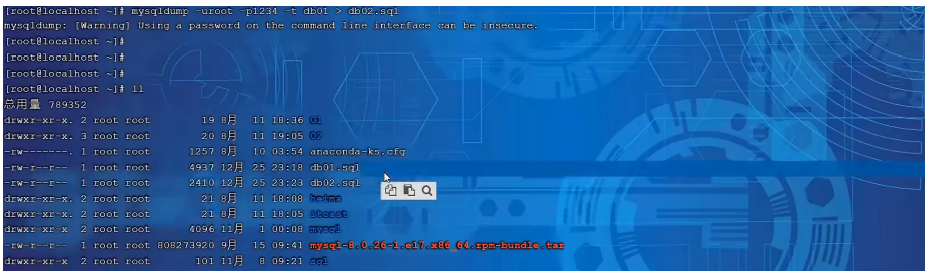 [root@localhost ~]# mysqldump -uroot -p1234 -t db01 > db02.sql
mysqldump: [Warning] Using a password on the command line interface can be insecure.
[root@localhost ~]#
[root@localhost ~]#
[root@localhost ~]#
[root@localhost ~]# ll
总用量 789352
drwxr-xr-x. 2 root root 19 8月 11 18:36 01
drwxr-xr-x. 3 root root 20 8月 11 19:05 02
-rw-------. 1 root root 1257 8月 10 03:54 anaconda-ks.cfg
-rw-r--r-- 1 root root 4937 12月 25 23:18 db01.sql
-rw-r--r-- 1 root root 2410 12月 25 23:23 db02.sql
drwxr-xr-x. 2 root root 21 8月 11 18:08 heima
drwxr-xr-x. 2 root root 21 8月 11 18:05 itcast
drwxr-xr-x 2 root root 4096 11月 1 00:08 mysql
-rw-r--r-- 1 root root 808273920 9月 15 09:41 mysql-8.0.26-1.el7.x86_64.rpm-bundle.tar
drwxr-xr-x 2 root root 101 11月 8 09:21 sql